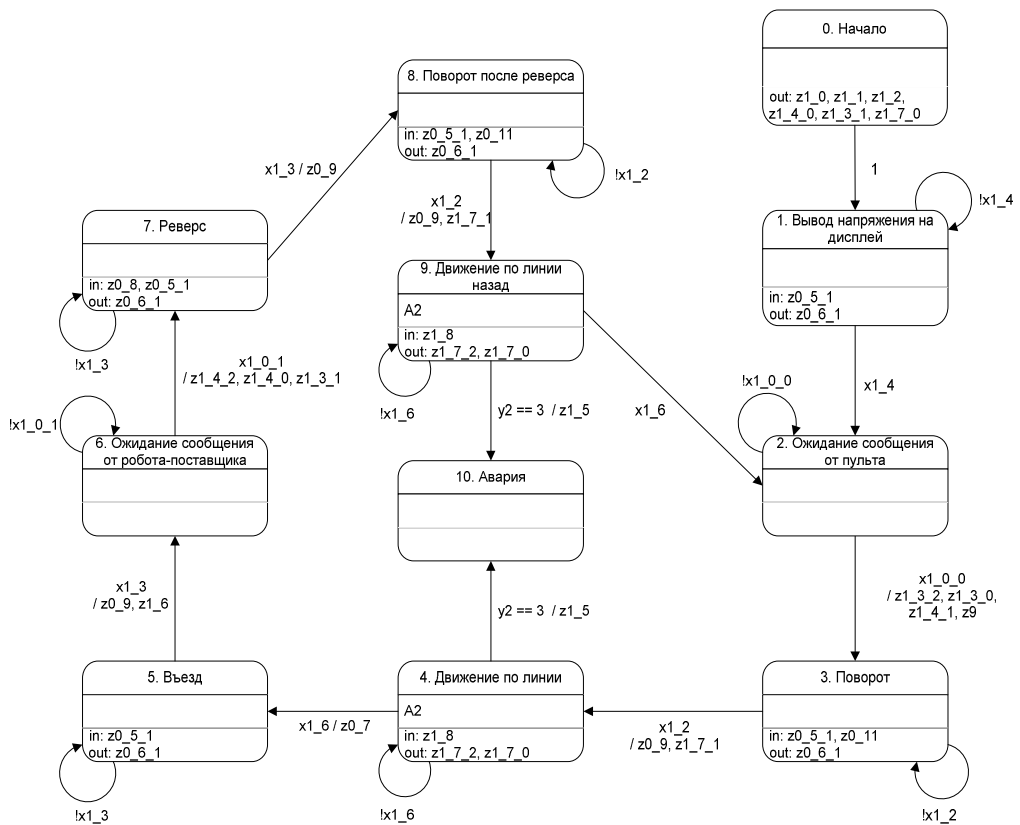 0. Начало
out: z1_0, z1_1, z1_2,
z1_4_0, z1_3_1, z1_7_0
1
1. Вывод напряжения на
дисплей
in: z0_5_1
out: z0_6_1
!x1_4
x1_4
!x1_0_0
2. Ожидание сообщения
от пульта
x1_0_0
/ z1_3_2, z1_3_0,
z1_4_1, z9
3. Поворот
in: z0_5_1, z0_11
out: z0_6_1
!x1_2
x1_2
/ z0_9, z1_7_1
4. Движение по линии
A2
in: z1_8
out: z1_7_2, z1_7_0
!x1_6
y2 == 3 / z1_5
x1_6 / z0_7
5. Въезд
in: z0_5_1
out: z0_6_1
!x1_3
x1_3
/ z0_9, z1_6
6. Ожидание сообщения
от робота-поставщика
!x1_0_1
x1_0_1
/ z1_4_2, z1_4_0, z1_3_1
7. Реверс
in: z0_8, z0_5_1
out: z0_6_1
!x1_3
x1_3 / z0_9
8. Поворот после реверса
in: z0_5_1, z0_11
out: z0_6_1
!x1_2
x1_2
/ z0_9, z1_7_1
9. Движение по линии
назад
A2
in: z1_8
out: z1_7_2, z1_7_0
!x1_6
x1_6
y2 == 3 / z1_5
10. Авария